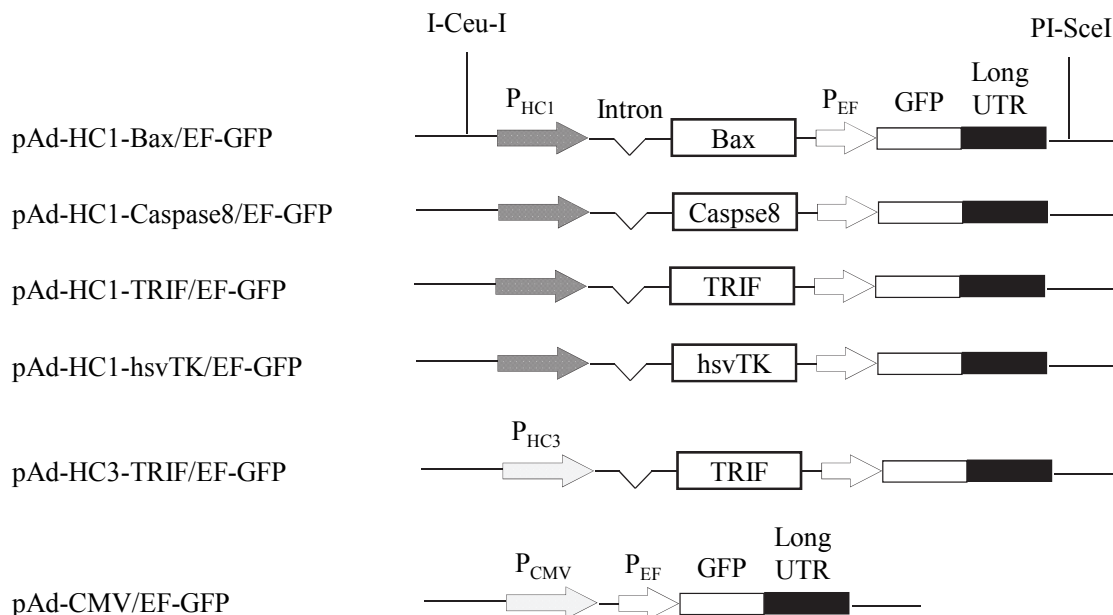 I-Ceu-I PI-SceI
P_HC1 Intron P_EF GFP Long UTR
pAd-HC1-Bax/EF-GFP Bax
pAd-HC1-Caspase8/EF-GFP Caspse8
pAd-HC1-TRIF/EF-GFP TRIF
pAd-HC1-hsvTK/EF-GFP hsvTK
P_HC3
pAd-HC3-TRIF/EF-GFP TRIF
P_CMV P_EF GFP Long UTR
pAd-CMV/EF-GFP